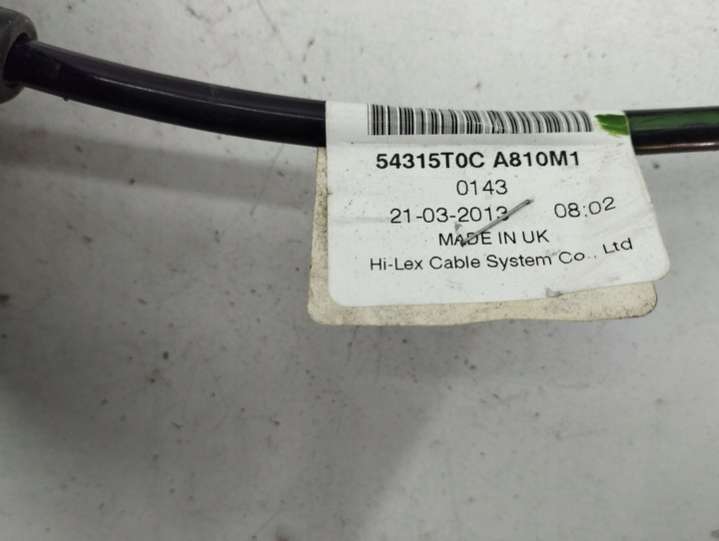 54315T0C A810M1
0143
21-03-2013 08:02
MADE IN UK
Hi-Lex Cable System Co., Ltd